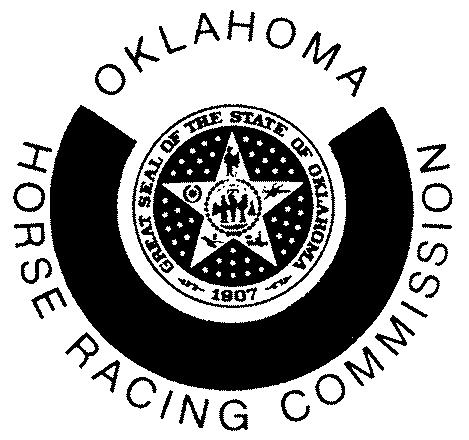 OKLAHOMA
HORSE RACING COMMISSION
GREAT SEAL OF THE STATE OF OKLAHOMA
1907